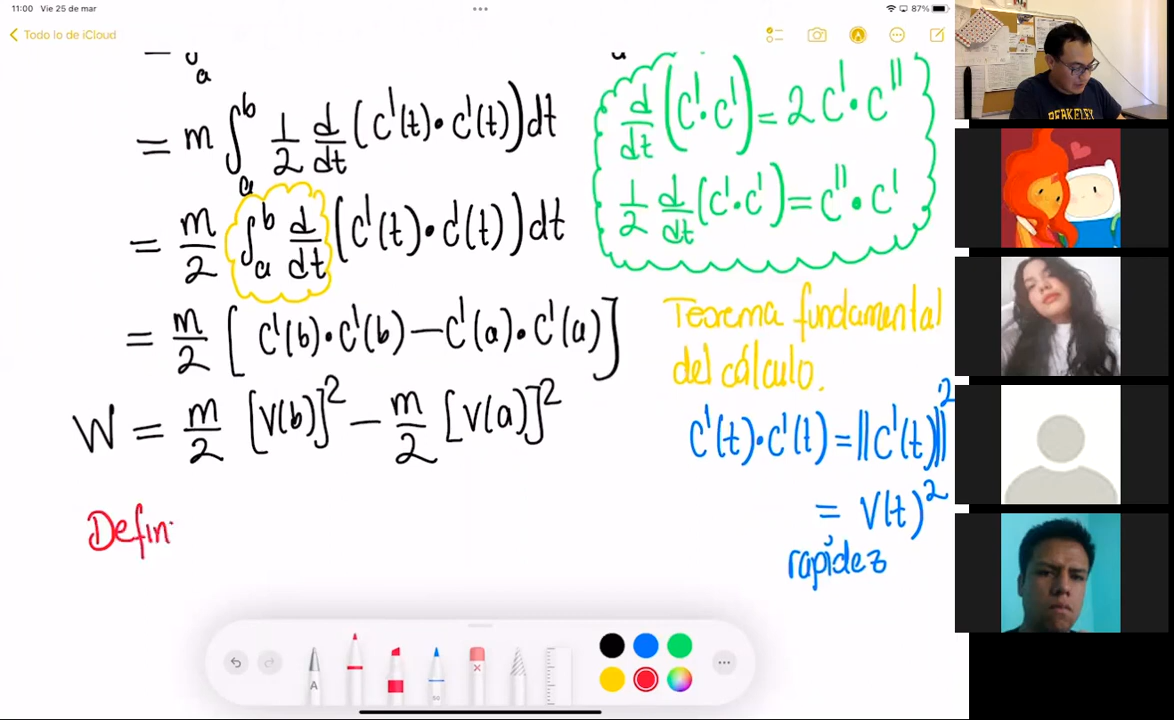 11:00 Vie 25 de mar
87%
Todo lo de iCloud
a
= m ∫_a^b 1/2 d/dt (c'(t)•c'(t)) dt
= m/2 ∫_a^b d/dt (c'(t)•c'(t)) dt
= m/2 [c'(b)•c'(b) − c'(a)•c'(a)]
W = m/2 [v(b)]² − m/2 [v(a)]²
Defin
d/dt (c'•c') = 2 c'•c''
1/2 d/dt (c'•c') = c''•c'
Teorema fundamental
del cálculo.
c'(t)•c'(t) = ||c'(t)||²
= v(t)²
rapidez
A
50
BERKELEY